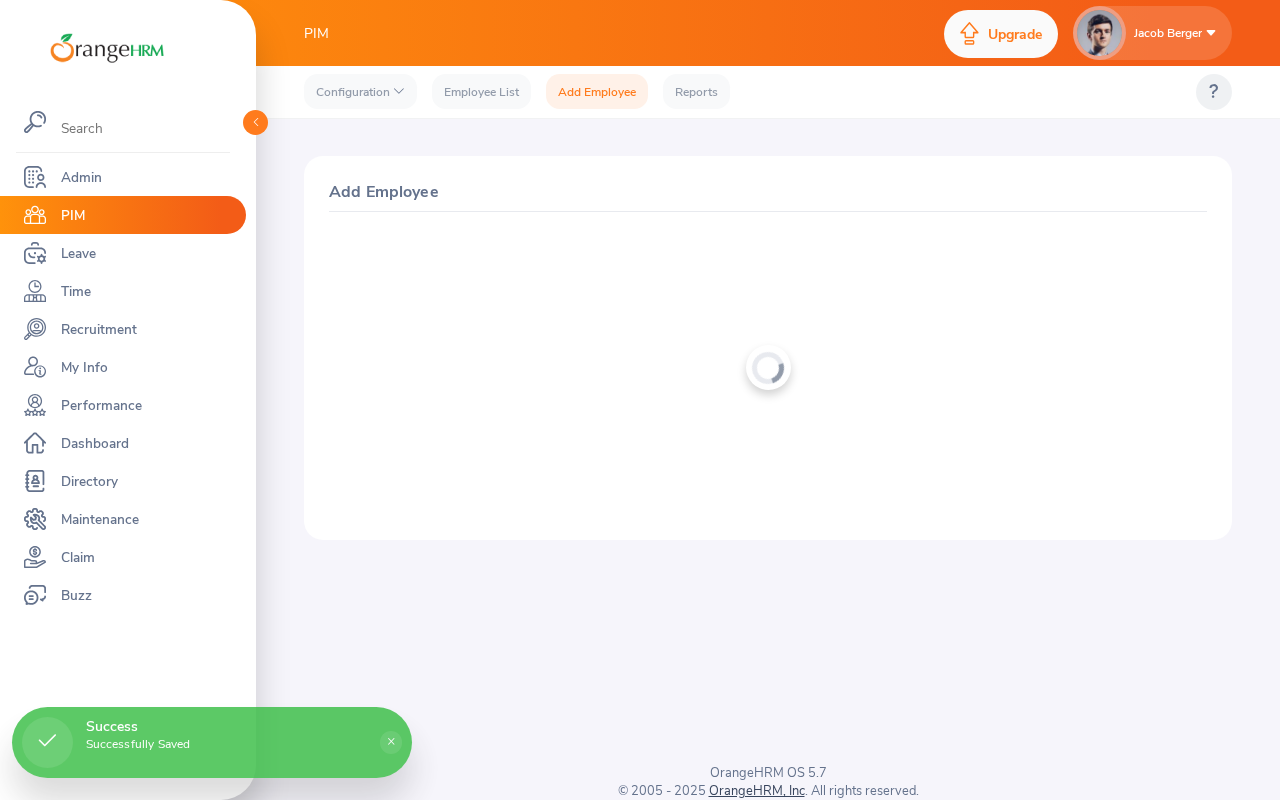 OrangeHRM
PIM
Upgrade
Jacob Berger
Configuration
Employee List
Add Employee
Reports
?
Search
Admin
PIM
Leave
Time
Recruitment
My Info
Performance
Dashboard
Directory
Maintenance
Claim
Buzz
Add Employee
Success
Successfully Saved
OrangeHRM OS 5.7
© 2005 - 2025 OrangeHRM, Inc. All rights reserved.